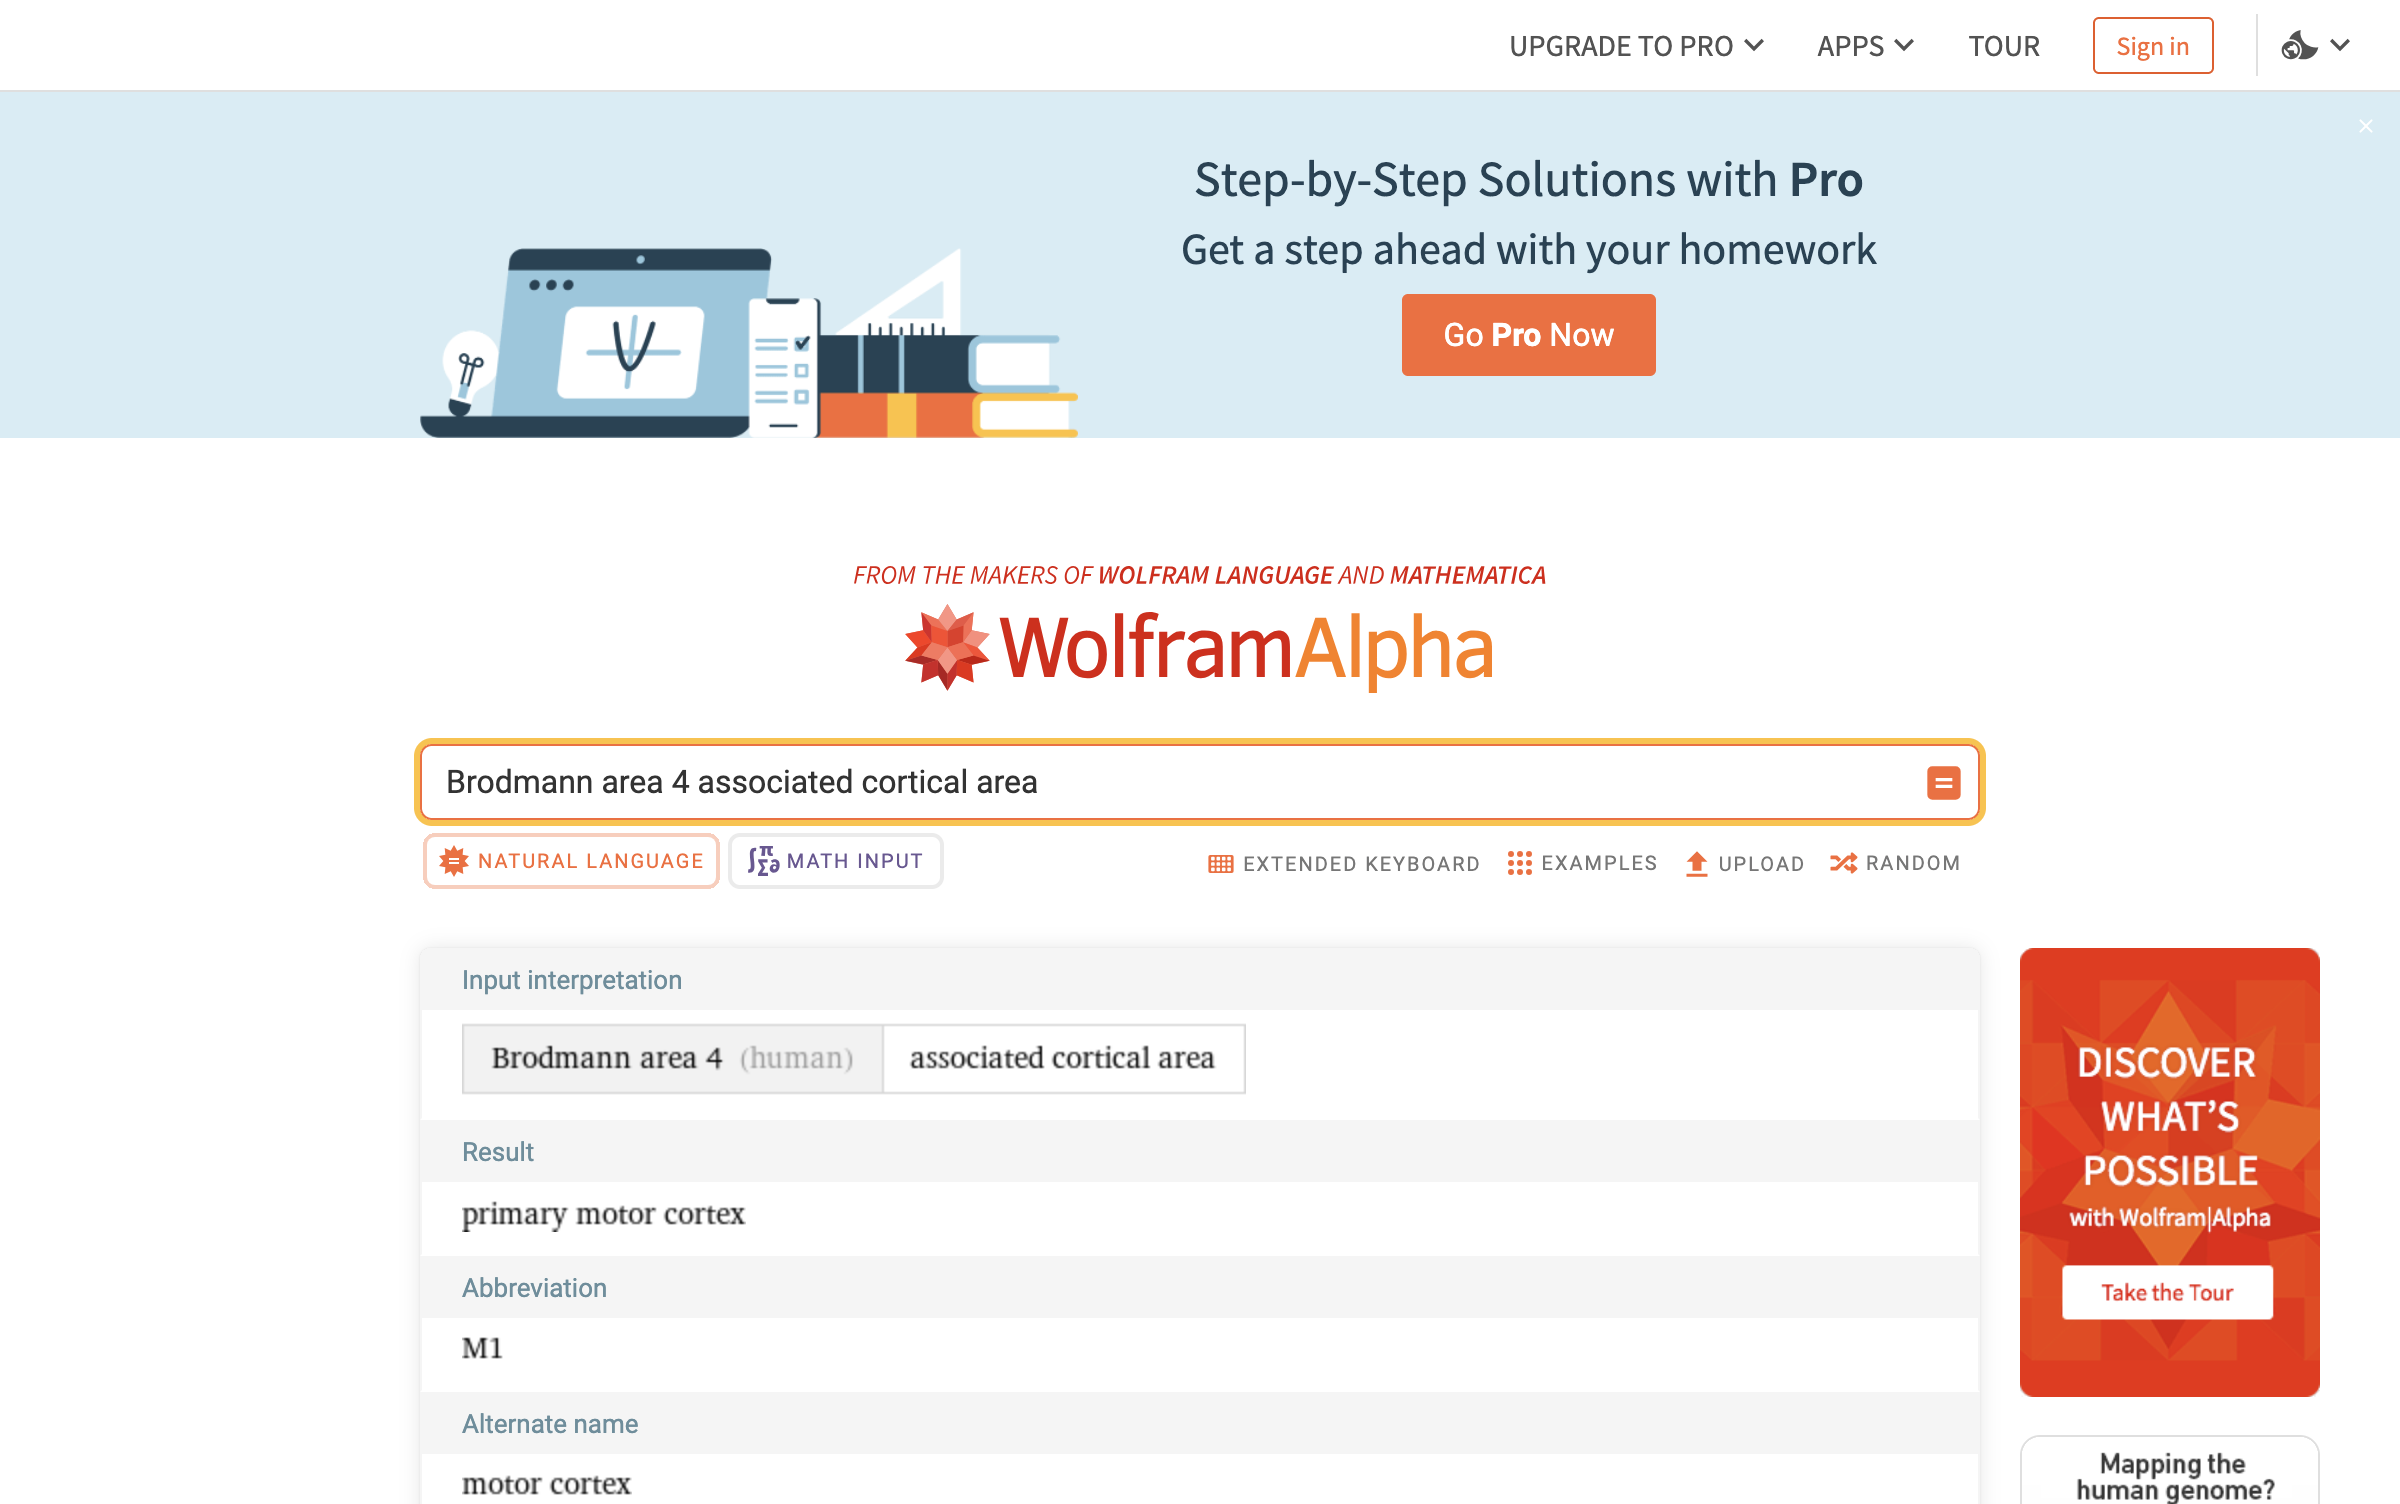 UPGRADE TO PRO APPS TOUR Sign in
Step-by-Step Solutions with Pro
Get a step ahead with your homework
Go Pro Now
FROM THE MAKERS OF WOLFRAM LANGUAGE AND MATHEMATICA
WolframAlpha
Brodmann area 4 associated cortical area
NATURAL LANGUAGE MATH INPUT EXTENDED KEYBOARD EXAMPLES UPLOAD RANDOM
Input interpretation
Brodmann area 4 (human) associated cortical area
Result
primary motor cortex
Abbreviation
M1
Alternate name
motor cortex
DISCOVER
WHAT'S
POSSIBLE
with Wolfram|Alpha
Take the Tour
Mapping the
human genome?